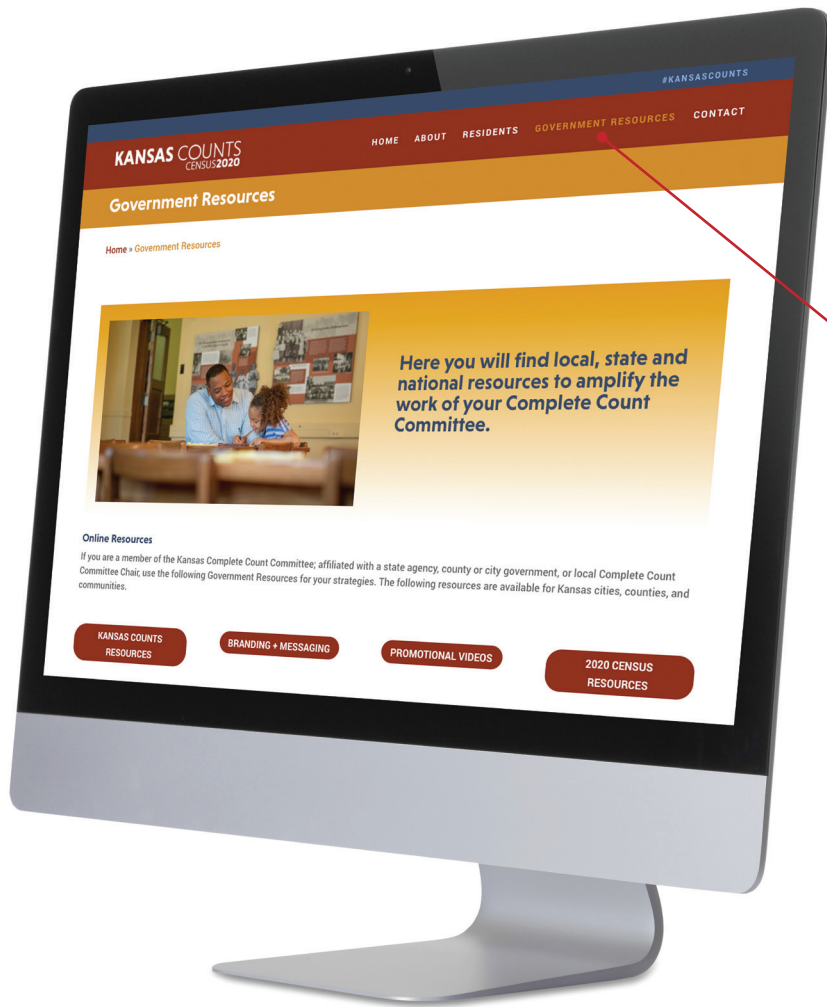 #KANSASCOUNTS
KANSAS COUNTS
CENSUS2020
HOME ABOUT RESIDENTS GOVERNMENT RESOURCES CONTACT
Government Resources
Home » Government Resources
Here you will find local, state and
national resources to amplify the
work of your Complete Count
Committee.
Online Resources
If you are a member of the Kansas Complete Count Committee; affiliated with a state agency, county or city government, or local Complete Count
Committee Chair, use the following Government Resources for your strategies. The following resources are available for Kansas cities, counties, and
communities.
KANSAS COUNTS
RESOURCES
BRANDING + MESSAGING
PROMOTIONAL VIDEOS
2020 CENSUS
RESOURCES